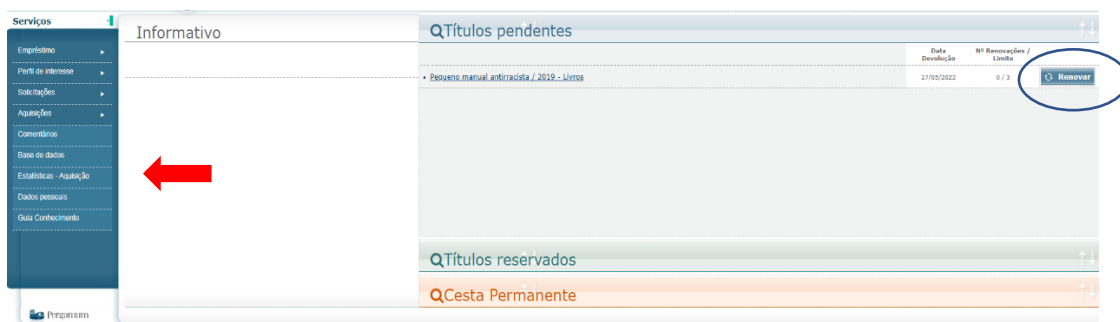 Serviços
Empréstimo
Perfil de interesse
Solicitações
Aquisições
Comentários
Base de dados
Estatísticas - Aquisição
Dados pessoais
Guia Conhecimento
Pergamum
Informativo
Títulos pendentes
Data Devolução
Nº Renovações / Limite
Pequeno manual antirracista / 2019 - Livros
27/05/2022
0 / 3
Renovar
Títulos reservados
Cesta Permanente